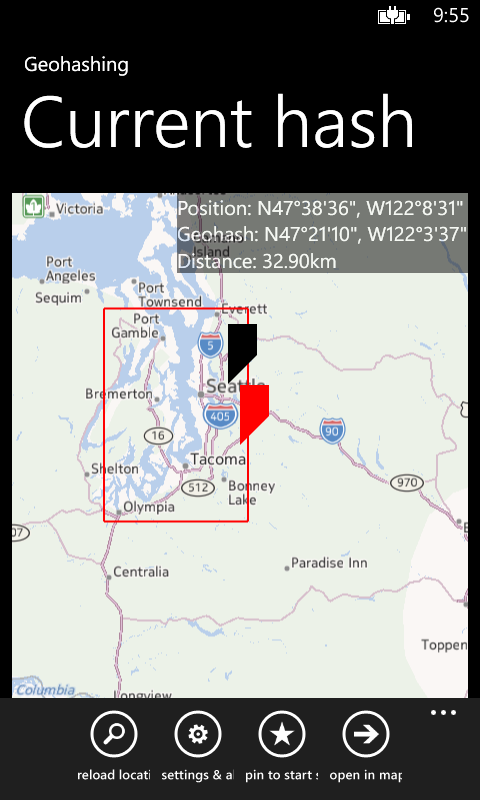 9:55
Geohashing
Current hash
Position: N47°38'36", W122°8'31"
Geohash: N47°21'10", W122°3'37"
Distance: 32.90km
Victoria
Island
Port
Angeles
Sequim
Port
Townsend
Everett
Port
Gamble
5
Seattle
Bremerton
405
90
16
Tacoma
Shelton
512
Bonney
Lake
970
Olympia
07
Paradise Inn
Centralia
Toppen
Columbia
Longview
reload locati
settings & al
pin to start s
open in map